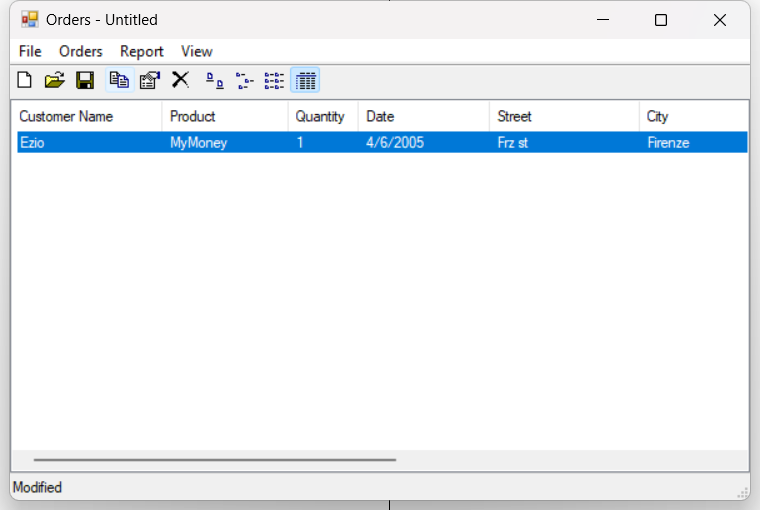 Orders - Untitled
File Orders Report View
Customer Name Product Quantity Date Street City
Ezio MyMoney 1 4/6/2005 Frz st Firenze
Modified